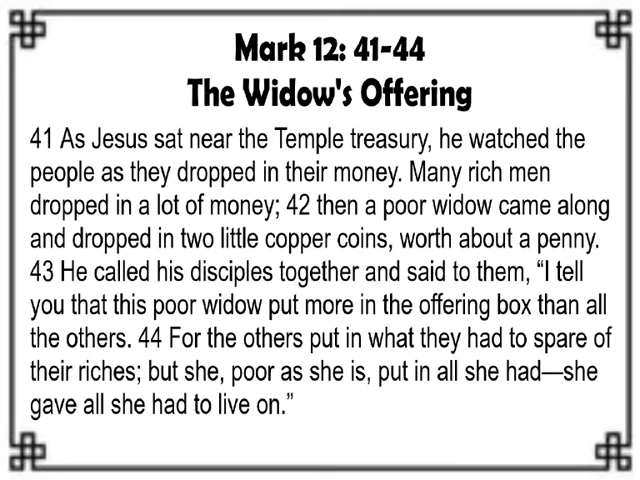 Mark 12: 41-44
The Widow's Offering
41 As Jesus sat near the Temple treasury, he watched the
people as they dropped in their money. Many rich men
dropped in a lot of money; 42 then a poor widow came along
and dropped in two little copper coins, worth about a penny.
43 He called his disciples together and said to them, “I tell
you that this poor widow put more in the offering box than all
the others. 44 For the others put in what they had to spare of
their riches; but she, poor as she is, put in all she had—she
gave all she had to live on.”